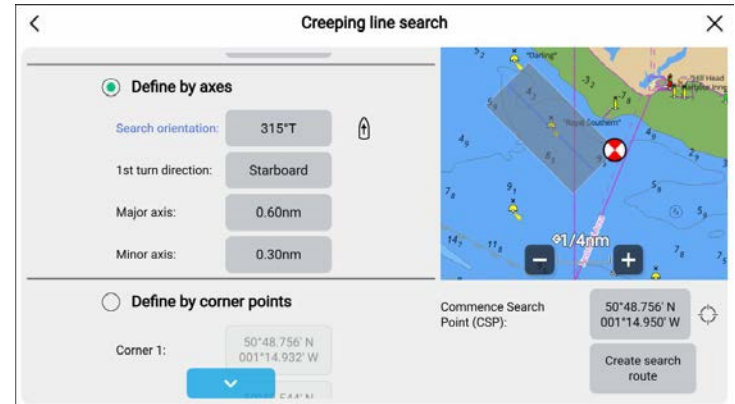 Creeping line search
Define by axes
Search orientation: 315°T
1st turn direction: Starboard
Major axis: 0.60nm
Minor axis: 0.30nm
Define by corner points
Corner 1:
50°48.756' N
001°14.932' W
"Darling"
"Royal Southern"
Hill Head
1/4nm
Commence Search
Point (CSP):
50°48.756' N
001°14.950' W
Create search
route